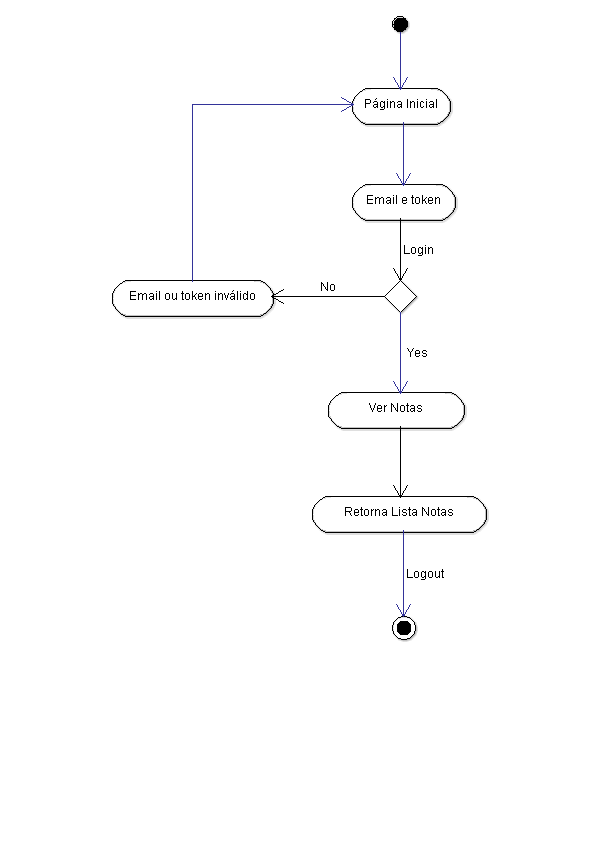 Página Inicial
Email e token
Login
No
Email ou token inválido
Yes
Ver Notas
Retorna Lista Notas
Logout